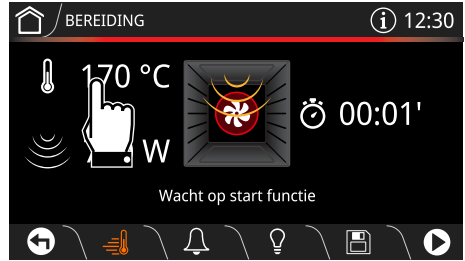 BEREIDING
i 12:30
170 °C
W
00:01'
Wacht op start functie